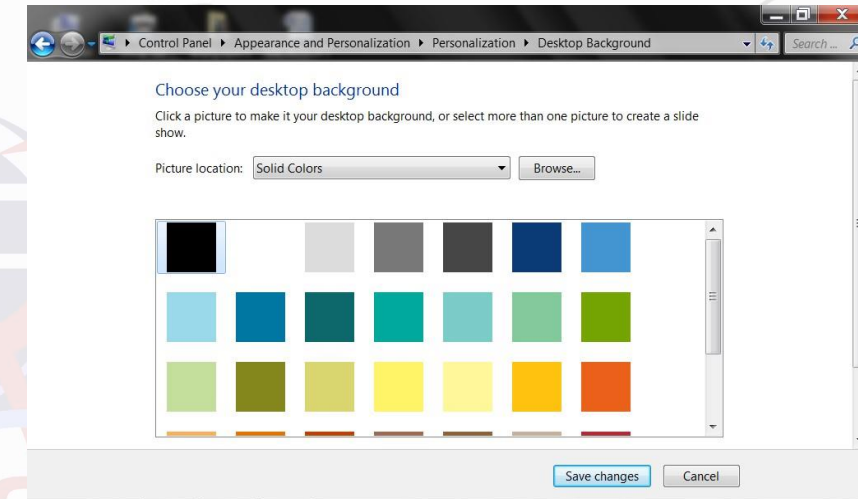 Control Panel ▸ Appearance and Personalization ▸ Personalization ▸ Desktop Background
Search ...
Choose your desktop background
Click a picture to make it your desktop background, or select more than one picture to create a slide
show.
Picture location: Solid Colors Browse...
Save changes Cancel